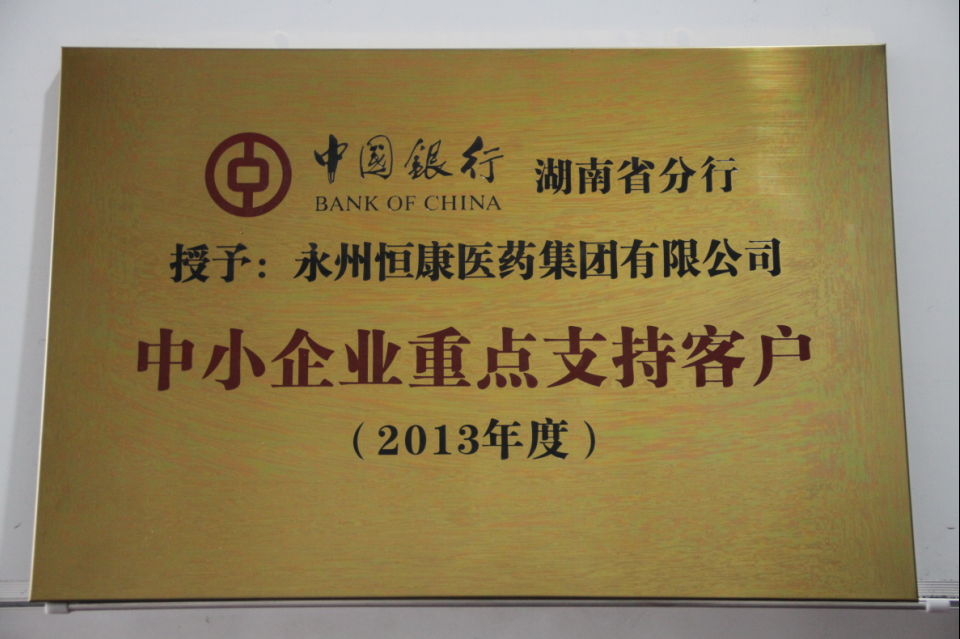 中国銀行 湖南省分行
BANK OF CHINA
授予：永州恒康医药集团有限公司
中小企业重点支持客户
（2013年度）